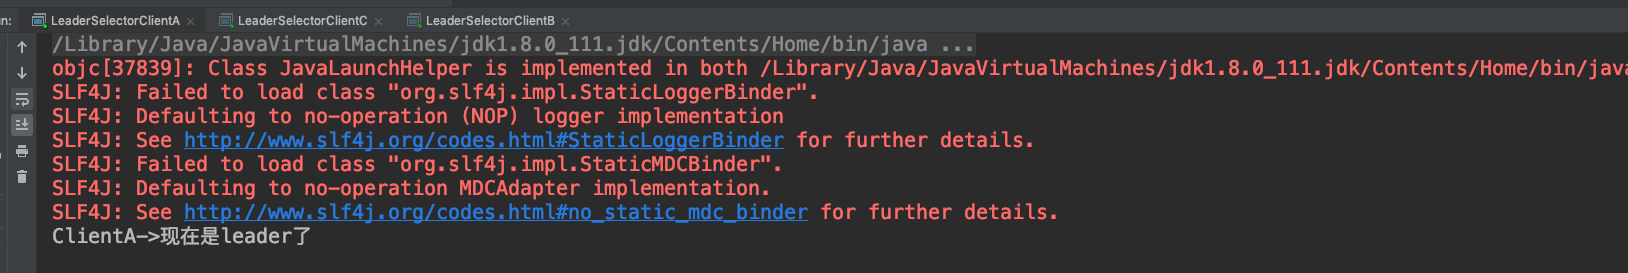 un: LeaderSelectorClientA × LeaderSelectorClientC × LeaderSelectorClientB ×
/Library/Java/JavaVirtualMachines/jdk1.8.0_111.jdk/Contents/Home/bin/java ...
objc[37839]: Class JavaLaunchHelper is implemented in both /Library/Java/JavaVirtualMachines/jdk1.8.0_111.jdk/Contents/Home/bin/java
SLF4J: Failed to load class "org.slf4j.impl.StaticLoggerBinder".
SLF4J: Defaulting to no-operation (NOP) logger implementation
SLF4J: See http://www.slf4j.org/codes.html#StaticLoggerBinder for further details.
SLF4J: Failed to load class "org.slf4j.impl.StaticMDCBinder".
SLF4J: Defaulting to no-operation MDCAdapter implementation.
SLF4J: See http://www.slf4j.org/codes.html#no_static_mdc_binder for further details.
ClientA->现在是leader了